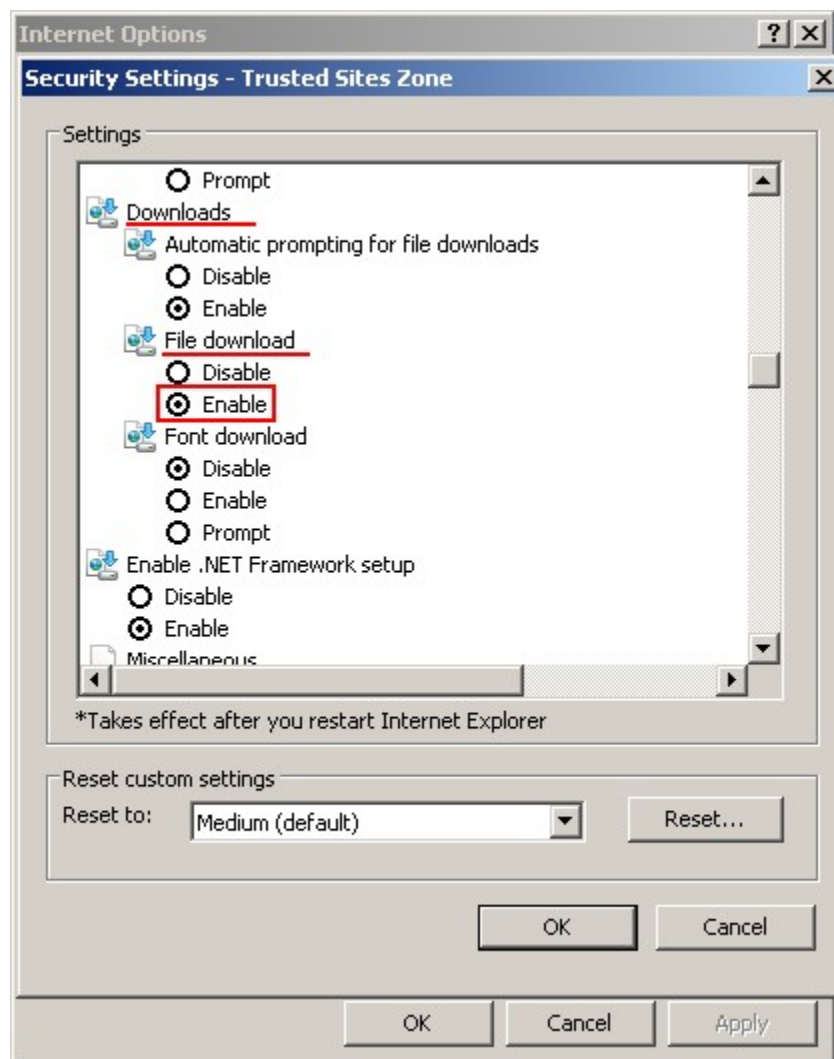 Internet Options
Security Settings - Trusted Sites Zone
Settings
Prompt
Downloads
Automatic prompting for file downloads
Disable
Enable
File download
Disable
Enable
Font download
Disable
Enable
Prompt
Enable .NET Framework setup
Disable
Enable
Miscellaneous
*Takes effect after you restart Internet Explorer
Reset custom settings
Reset to: Medium (default) Reset...
OK Cancel
OK Cancel Apply